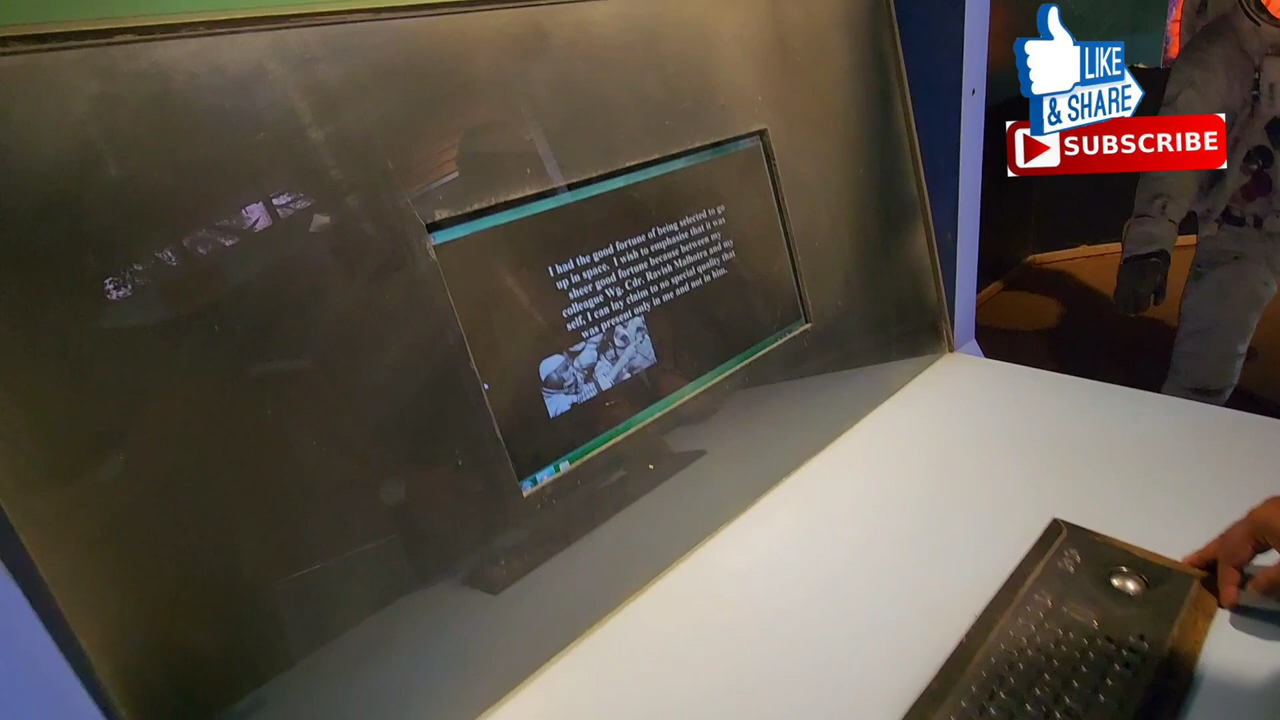 LIKE
& SHARE
SUBSCRIBE
I had the good fortune of being selected to go
up in space. I wish to emphasise that it was
sheer good fortune because between my
colleague Wg. Cdr. Ravish Malhotra and my
self, I can lay claim to no special quality that
was present only in me and not in him.